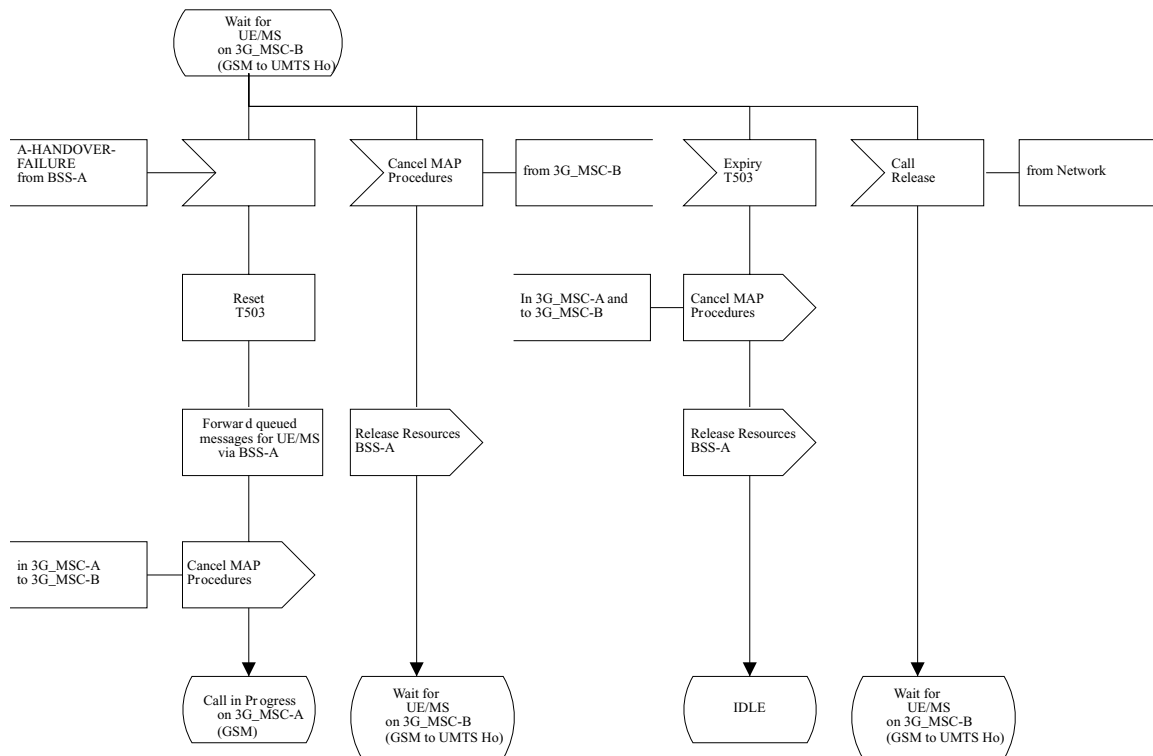 Wait for
UE/MS
on 3G_MSC-B
(GSM to UMTS Ho)
A-HANDOVER-
FAILURE
from BSS-A
Cancel MAP
Procedures
from 3G_MSC-B
Expiry
T503
Call
Release
from Network
Reset
T503
In 3G_MSC-A and
to 3G_MSC-B
Cancel MAP
Procedures
Forward queued
messages for UE/MS
via BSS-A
Release Resources
BSS-A
Release Resources
BSS-A
in 3G_MSC-A
to 3G_MSC-B
Cancel MAP
Procedures
Call in Progress
on 3G_MSC-A
(GSM)
Wait for
UE/MS
on 3G_MSC-B
(GSM to UMTS Ho)
IDLE
Wait for
UE/MS
on 3G_MSC-B
(GSM to UMTS Ho)